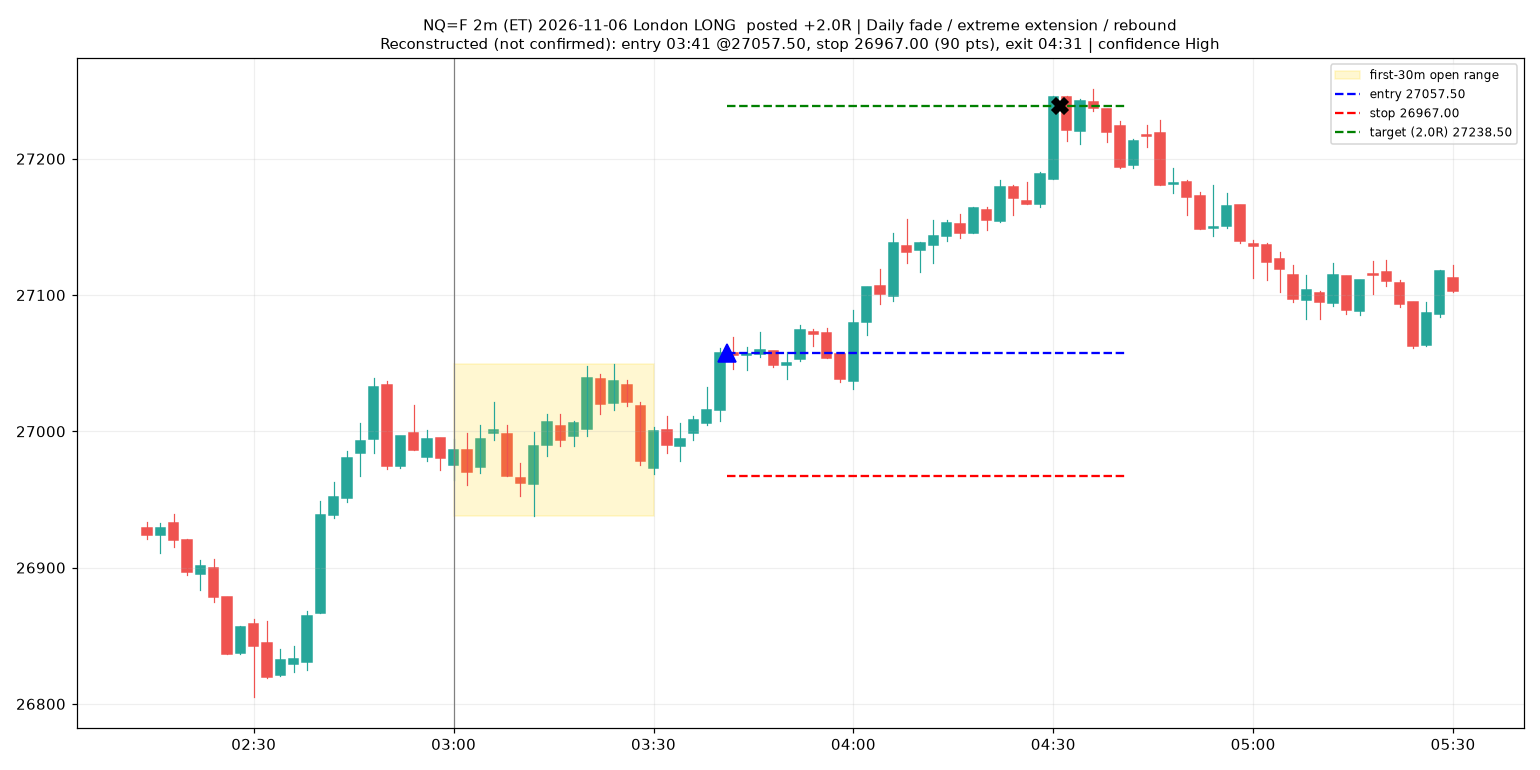 NQ=F 2m (ET) 2026-11-06 London LONG  posted +2.0R | Daily fade / extreme extension / rebound
Reconstructed (not confirmed): entry 03:41 @27057.50, stop 26967.00 (90 pts), exit 04:31 | confidence High
first-30m open range
entry 27057.50
stop 26967.00
target (2.0R) 27238.50
27200
27100
27000
26900
26800
02:30
03:00
03:30
04:00
04:30
05:00
05:30